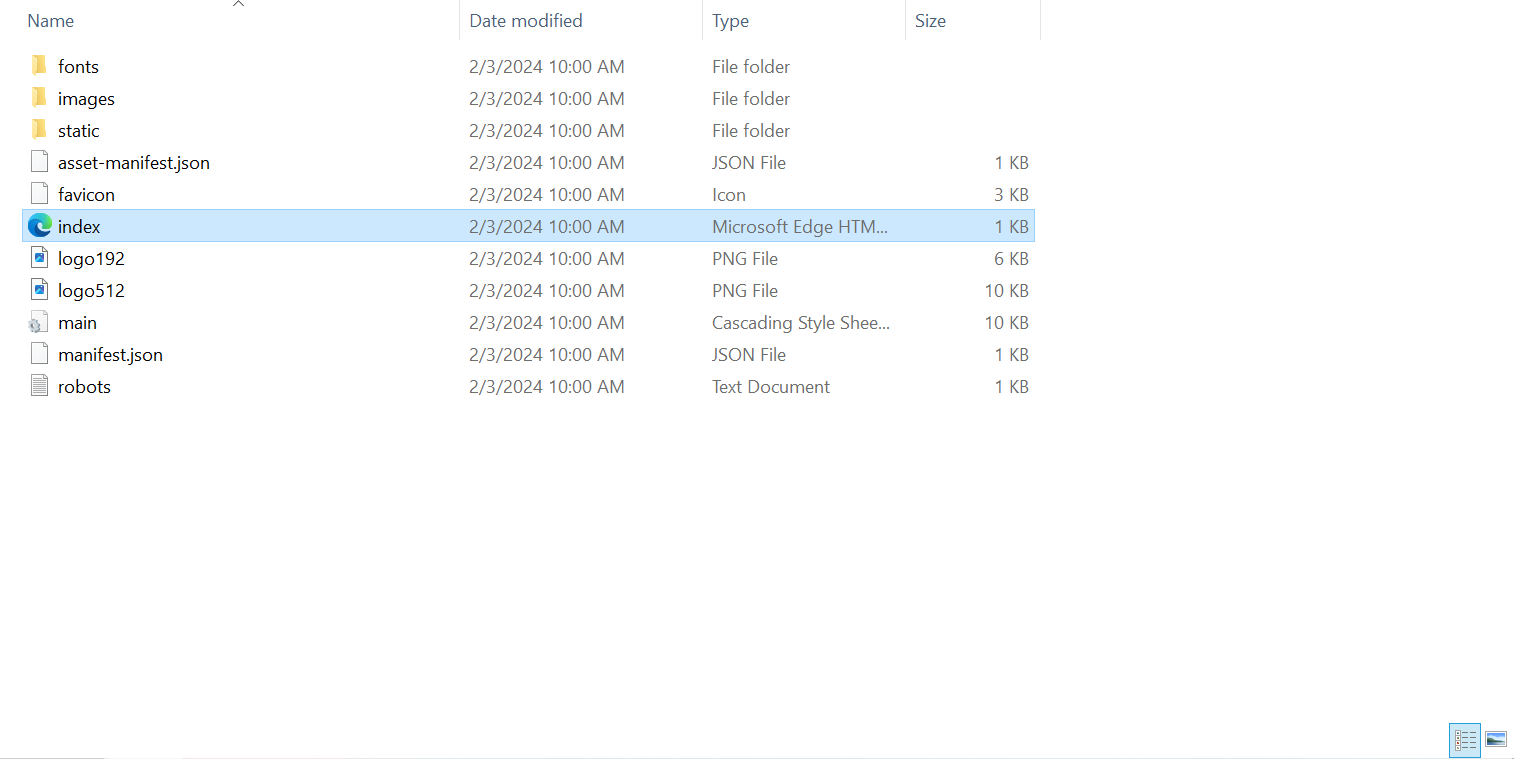 Name Date modified Type Size
fonts 2/3/2024 10:00 AM File folder
images 2/3/2024 10:00 AM File folder
static 2/3/2024 10:00 AM File folder
asset-manifest.json 2/3/2024 10:00 AM JSON File 1 KB
favicon 2/3/2024 10:00 AM Icon 3 KB
index 2/3/2024 10:00 AM Microsoft Edge HTM... 1 KB
logo192 2/3/2024 10:00 AM PNG File 6 KB
logo512 2/3/2024 10:00 AM PNG File 10 KB
main 2/3/2024 10:00 AM Cascading Style Shee... 10 KB
manifest.json 2/3/2024 10:00 AM JSON File 1 KB
robots 2/3/2024 10:00 AM Text Document 1 KB